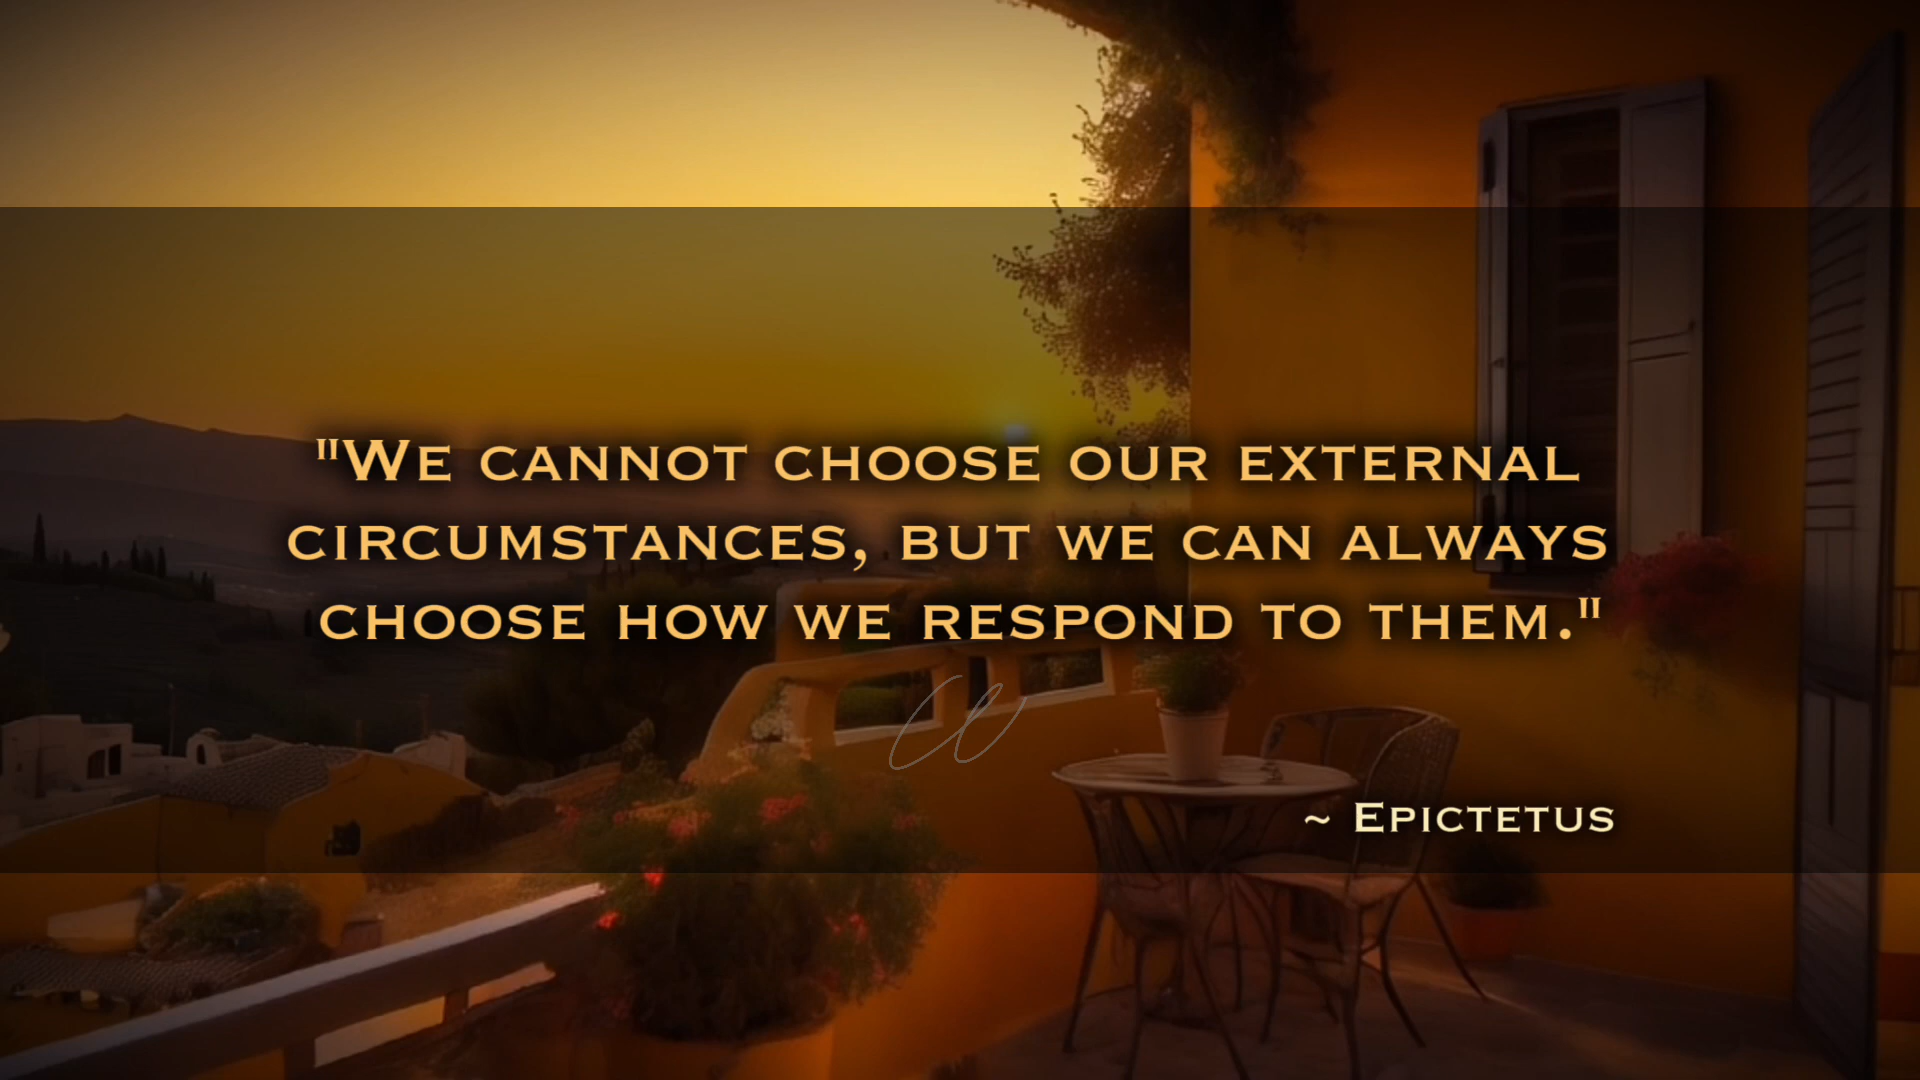 "We cannot choose our external
circumstances, but we can always
choose how we respond to them."
~ Epictetus